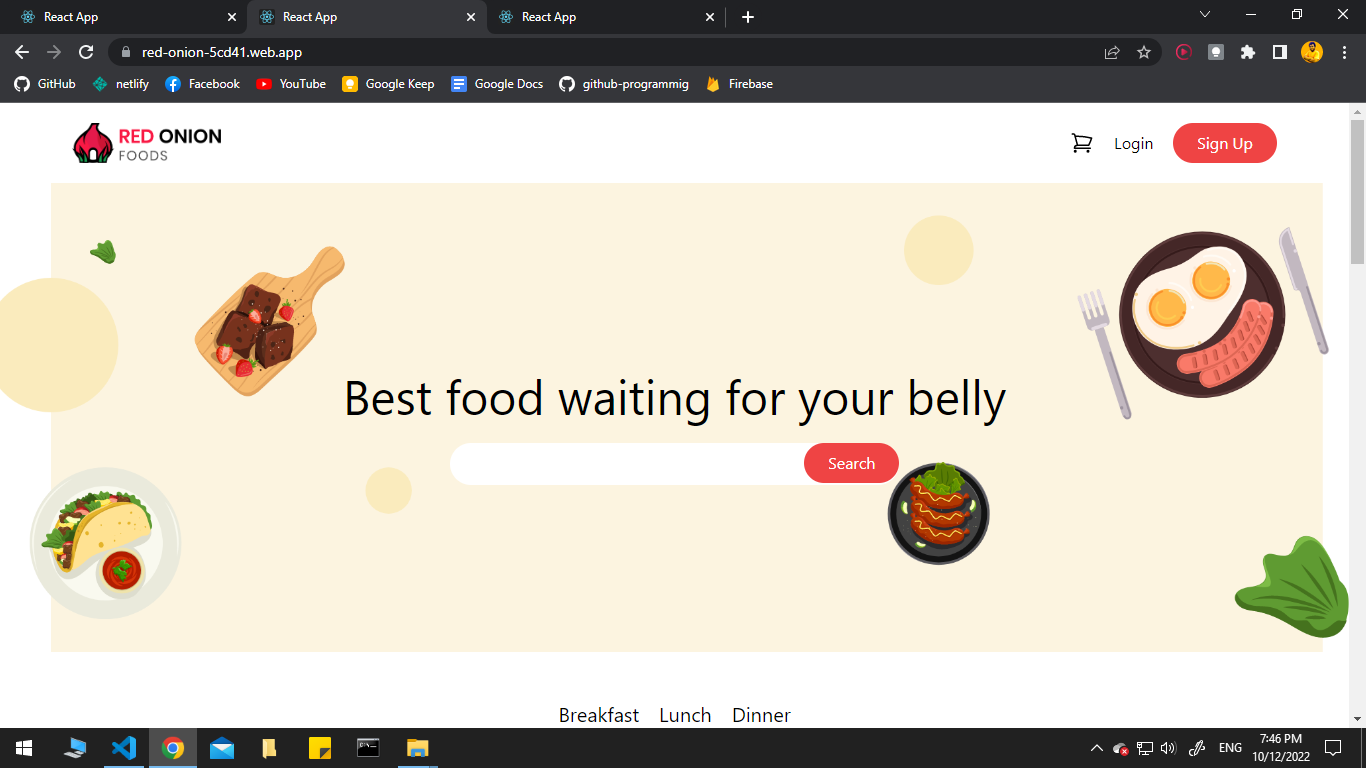 React App
React App
React App
red-onion-5cd41.web.app
GitHub netlify Facebook YouTube Google Keep Google Docs github-programmig Firebase
RED ONION
FOODS
Login Sign Up
Best food waiting for your belly
Search
Breakfast Lunch Dinner
ENG
7:46 PM
10/12/2022